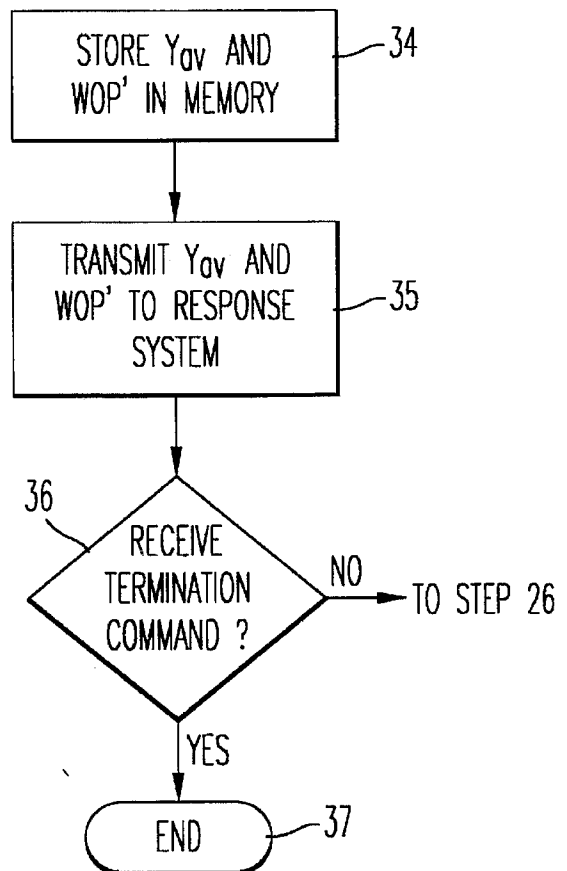 STORE Yav AND
WOP' IN MEMORY
34
TRANSMIT Yav AND
WOP' TO RESPONSE
SYSTEM
35
36
RECEIVE
TERMINATION
COMMAND ?
NO
TO STEP 26
YES
END
37